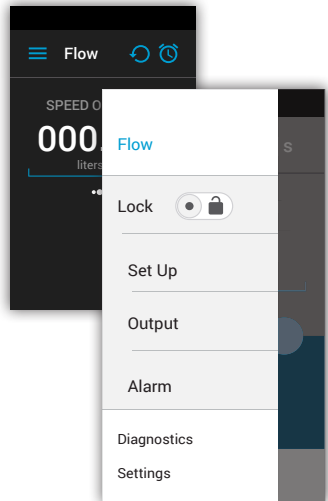 Flow
SPEED O
000.
liters
Flow
S
Lock
Set Up
Output
Alarm
Diagnostics
Settings